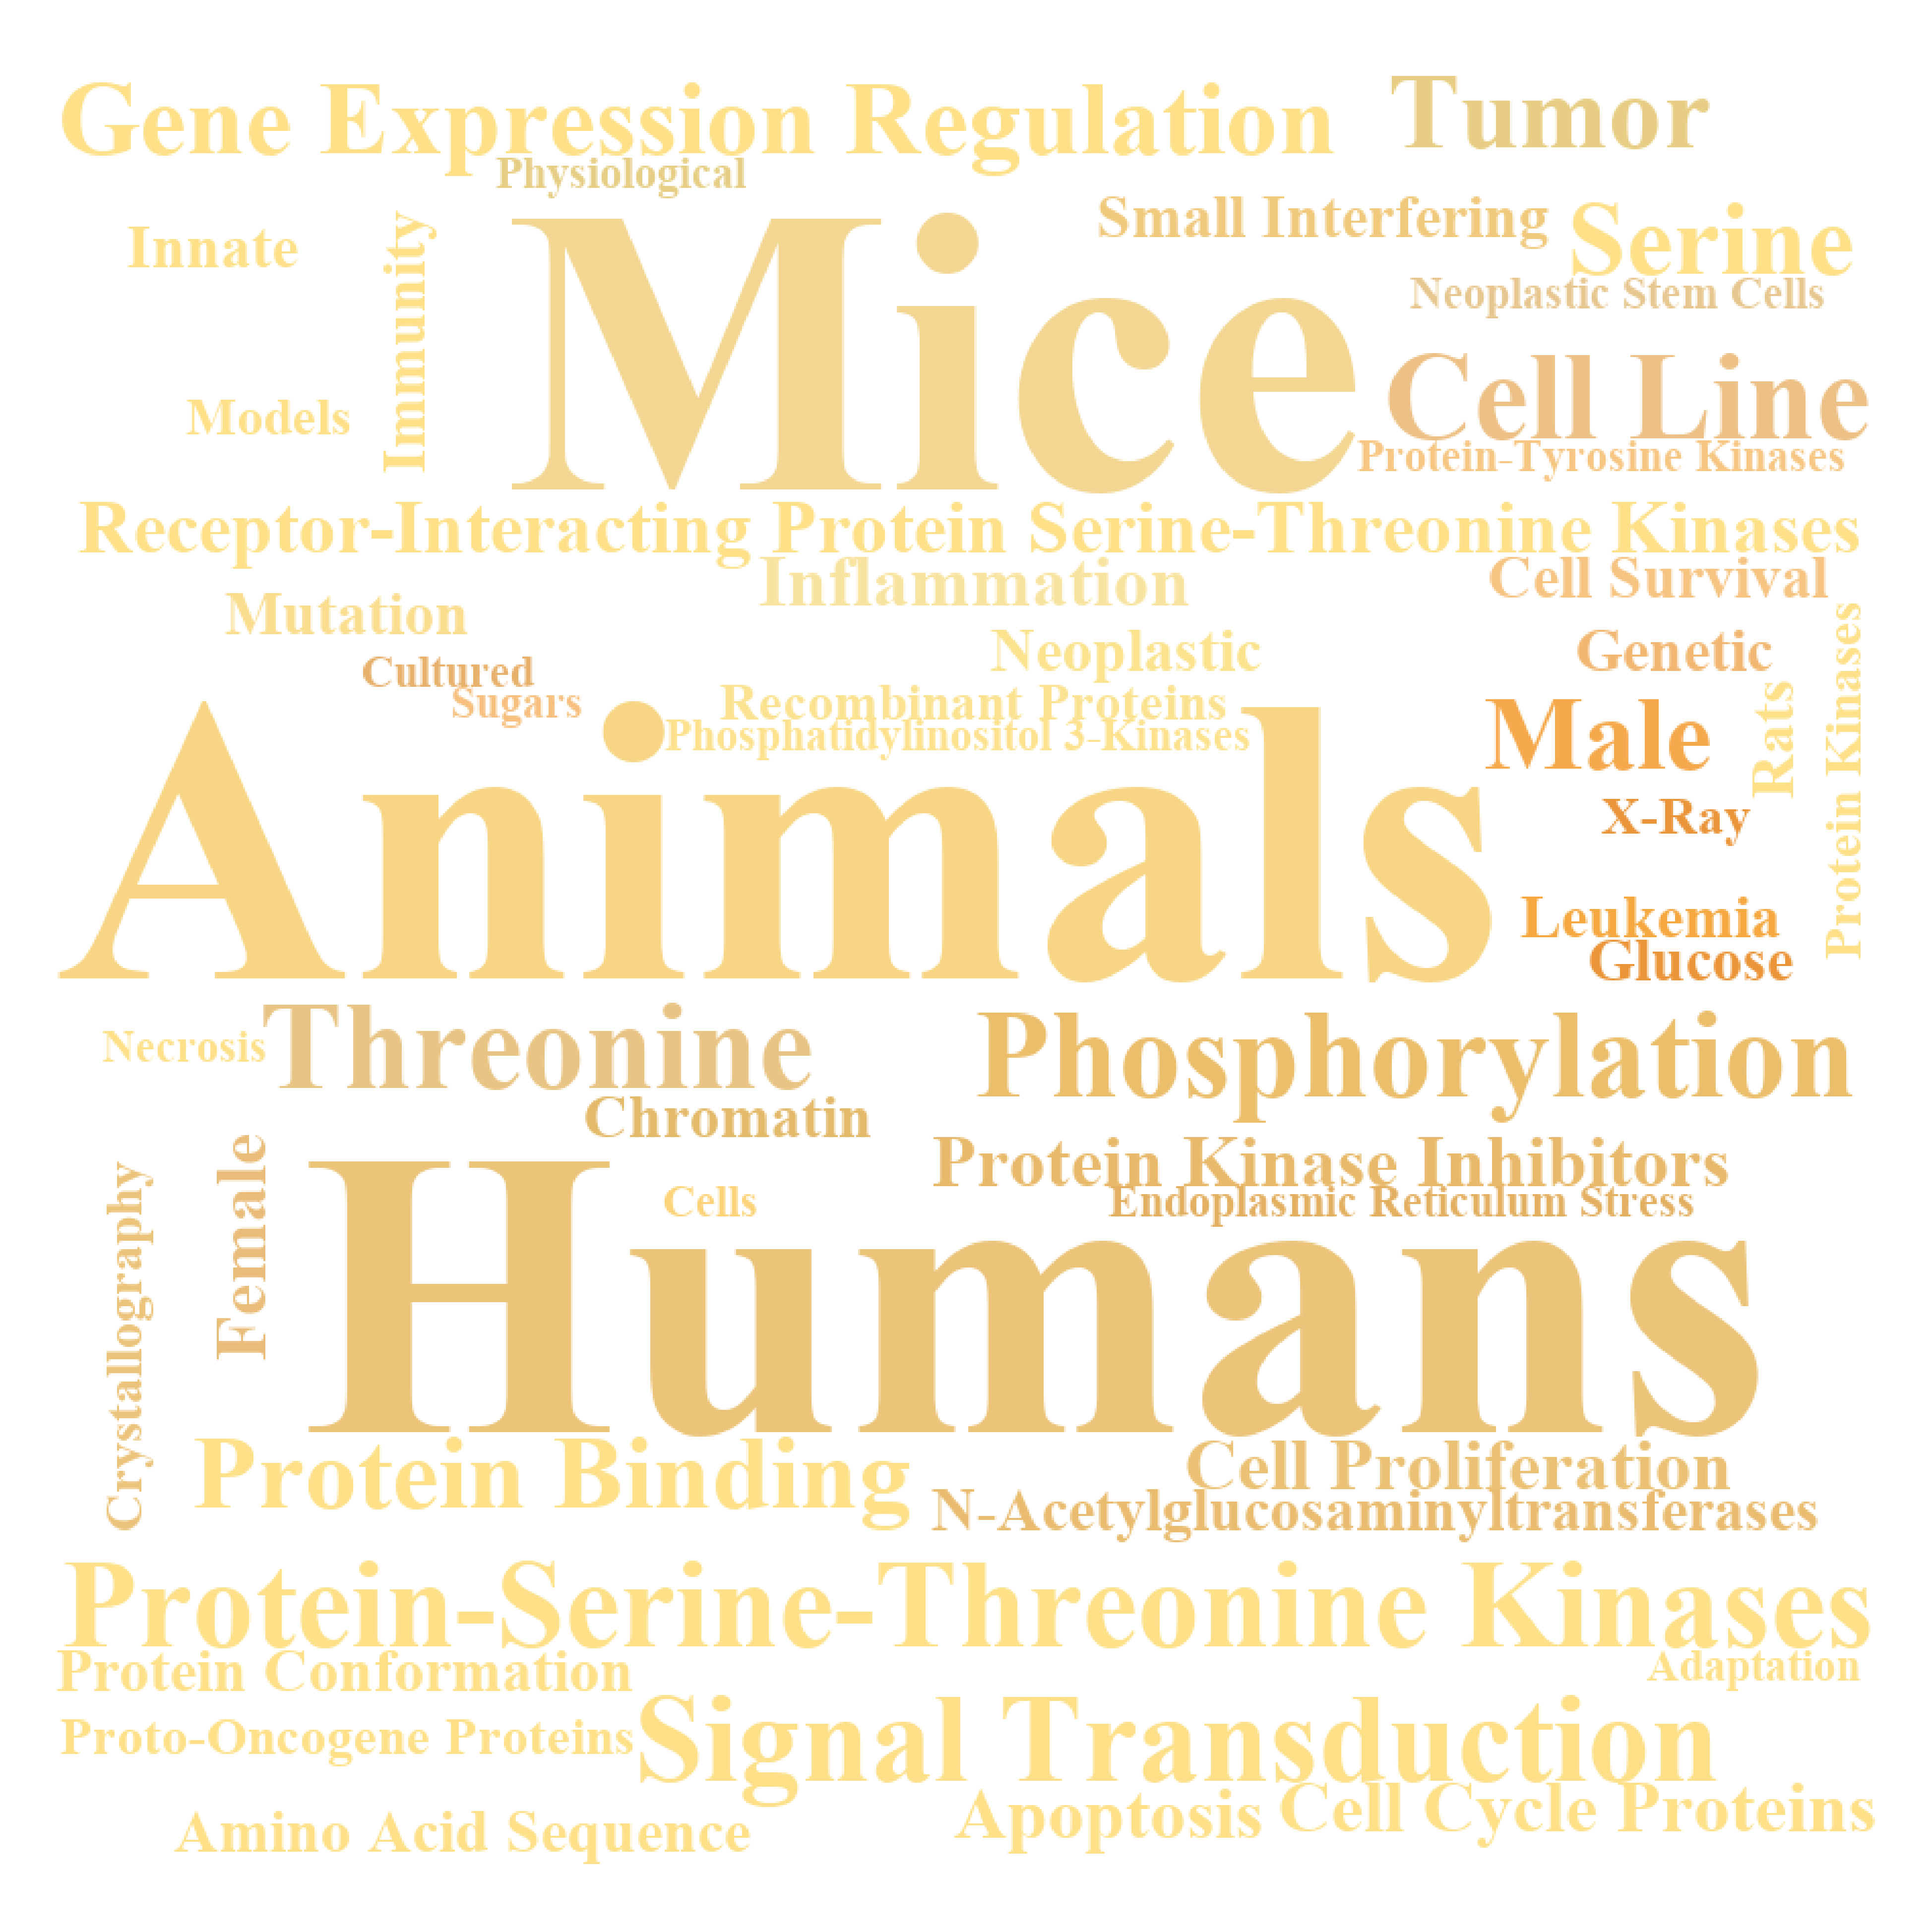 Gene Expression Regulation
Tumor
Physiological
Small Interfering
Serine
Innate
Immunity
Mice
Neoplastic Stem Cells
Cell Line
Models
Protein-Tyrosine Kinases
Receptor-Interacting Protein Serine-Threonine Kinases
Inflammation
Cell Survival
Mutation
Neoplastic
Genetic
Protein Kinases
Cultured
Sugars
Recombinant Proteins
Phosphatidylinositol 3-Kinases
Male
Rats
Animals
X-Ray
Leukemia
Glucose
Necrosis
Threonine
Phosphorylation
Chromatin
Protein Kinase Inhibitors
Crystallography
Female
Cells
Endoplasmic Reticulum Stress
Humans
Protein Binding
Cell Proliferation
N-Acetylglucosaminyltransferases
Protein-Serine-Threonine Kinases
Protein Conformation
Adaptation
Proto-Oncogene Proteins
Signal Transduction
Amino Acid Sequence
Apoptosis
Cell Cycle Proteins